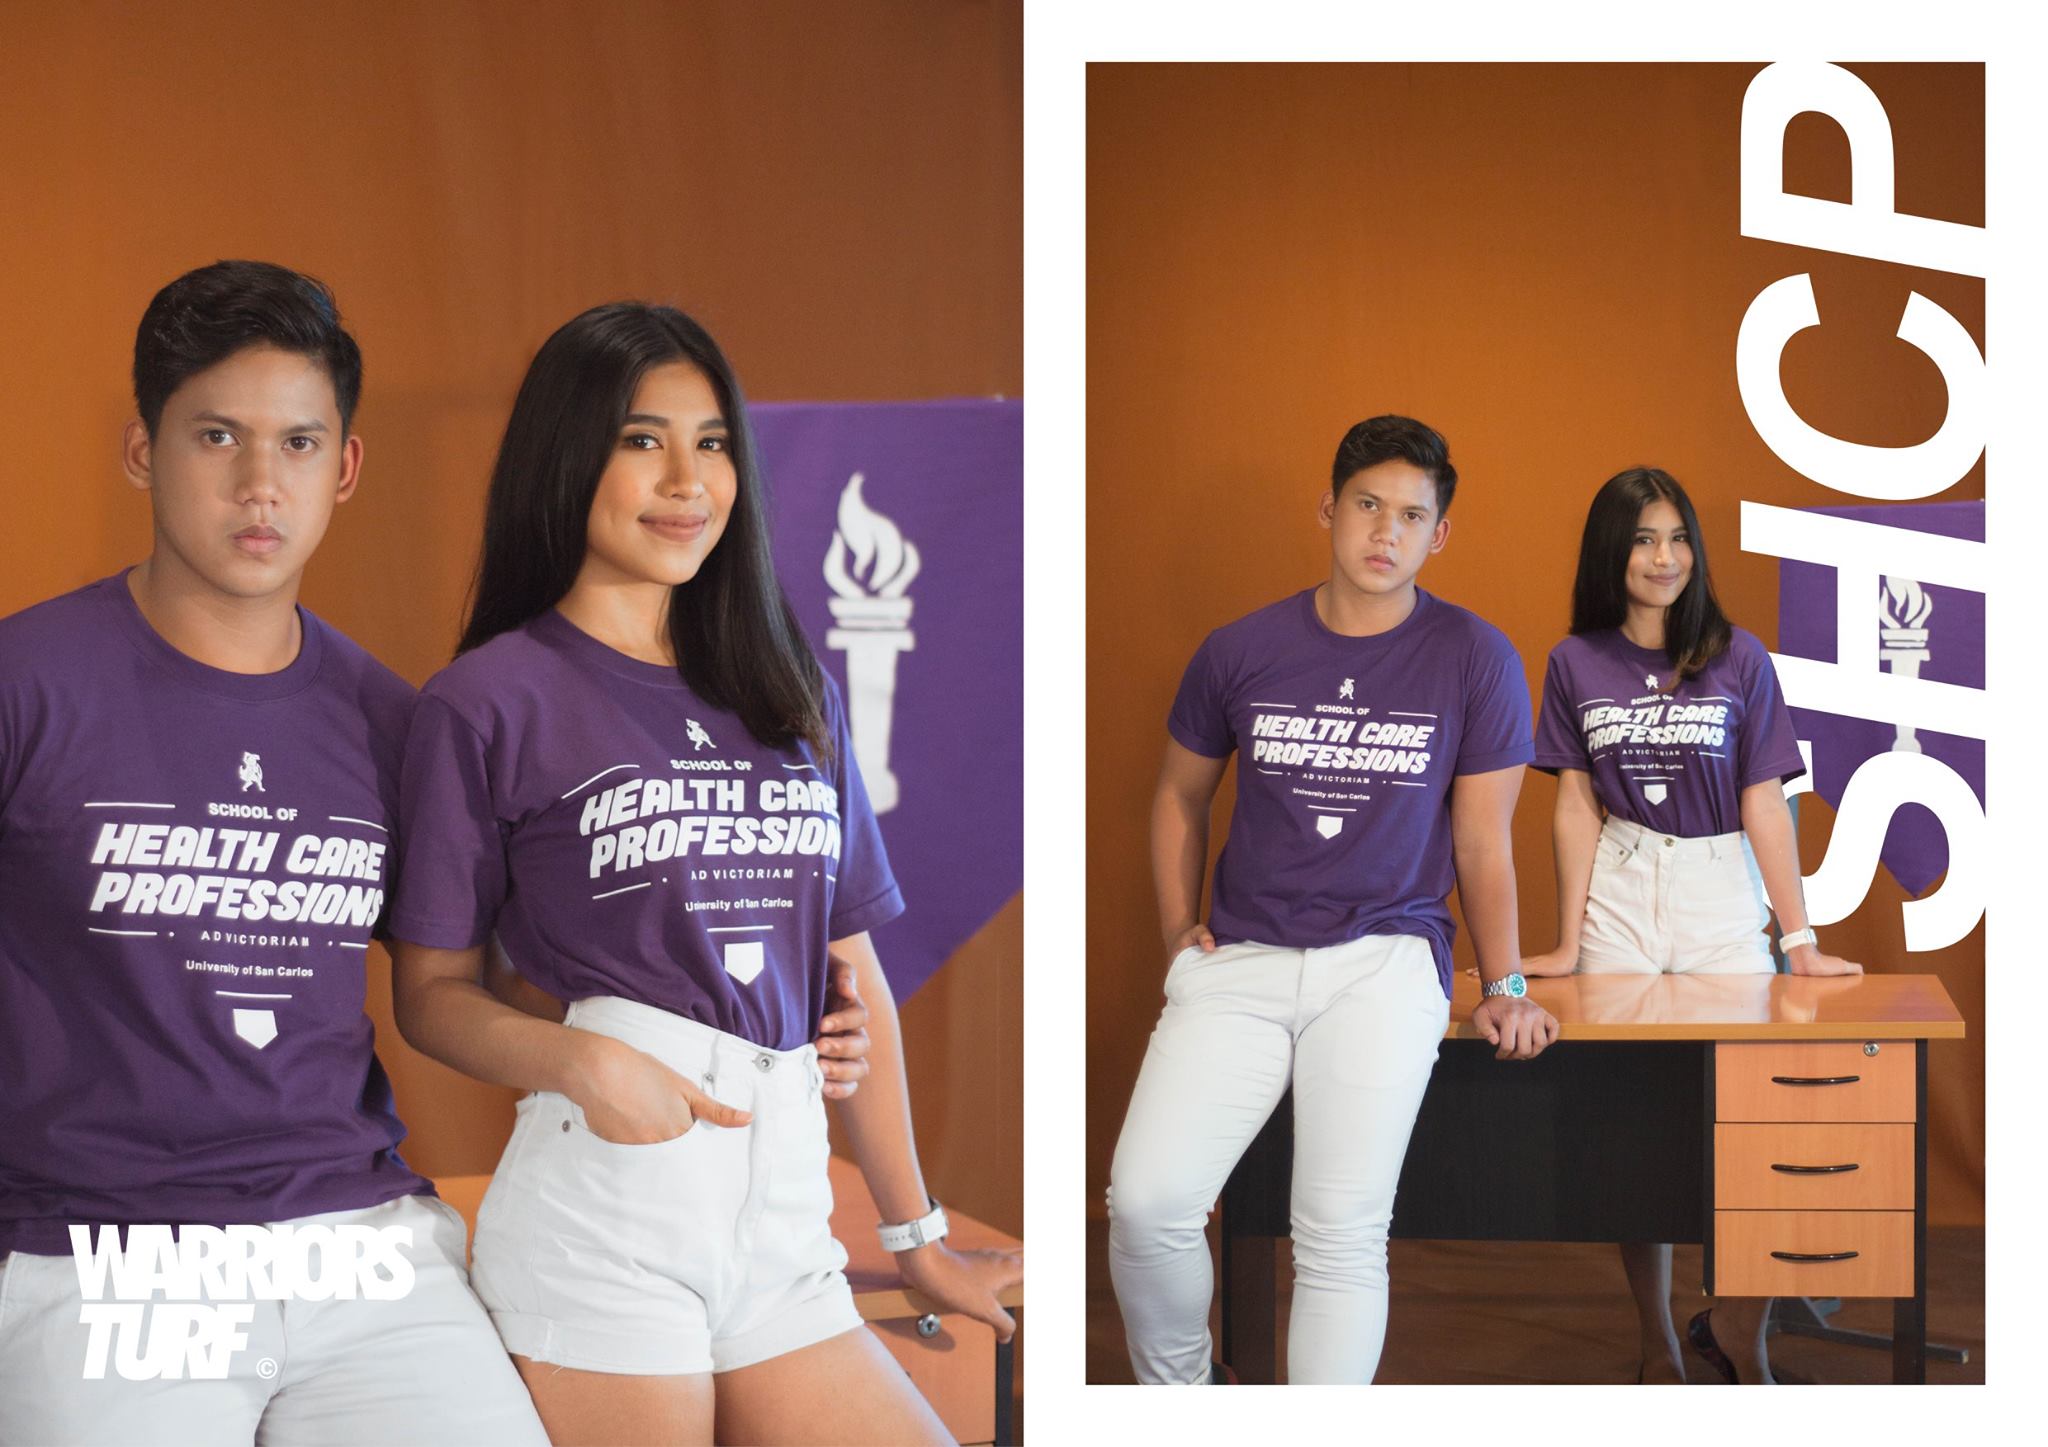 SCHOOL OF
HEALTH CARE
PROFESSIONS
AD VICTORIAM
University of San Carlos
SCHOOL OF
HEALTH CARE
PROFESSION
AD VICTORIAM
University of San Carlos
WARRIORS
TURF ©
SHCP
SCHOOL OF
HEALTH CARE
PROFESSIONS
AD VICTORIAM
University of San Carlos
SCHOOL OF
HEALTH CARE
PROFESSIONS
AD VICTORIAM
University of San Carlos